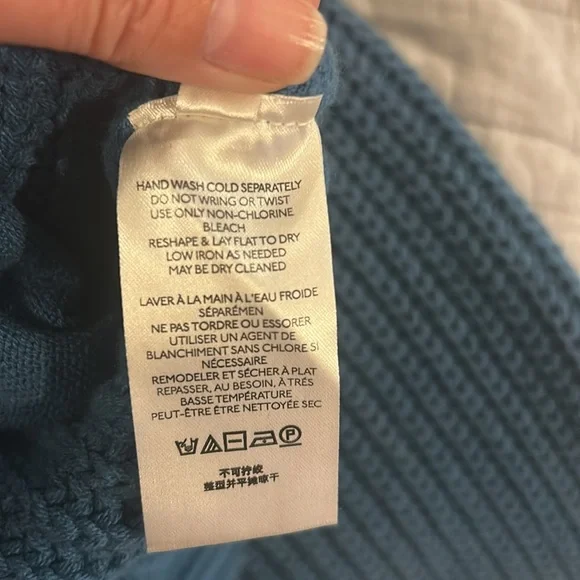 HAND WASH COLD SEPARATELY
DO NOT WRING OR TWIST
USE ONLY NON-CHLORINE
BLEACH
RESHAPE & LAY FLAT TO DRY
LOW IRON AS NEEDED
MAY BE DRY CLEANED
LAVER À LA MAIN À L'EAU FROIDE
SÉPARÉMEN
NE PAS TORDRE OU ESSORER
UTILISER UN AGENT DE
BLANCHIMENT SANS CHLORE SI
NÉCESSAIRE
REMODELER ET SÈCHER À PLAT
REPASSER, AU BESOIN, À TRÉS
BASSE TEMPÉRATURE
PEUT-ÊTRE ÊTRE NETTOYÉE SEC
P
不可拧绞
整型并平摊晾干